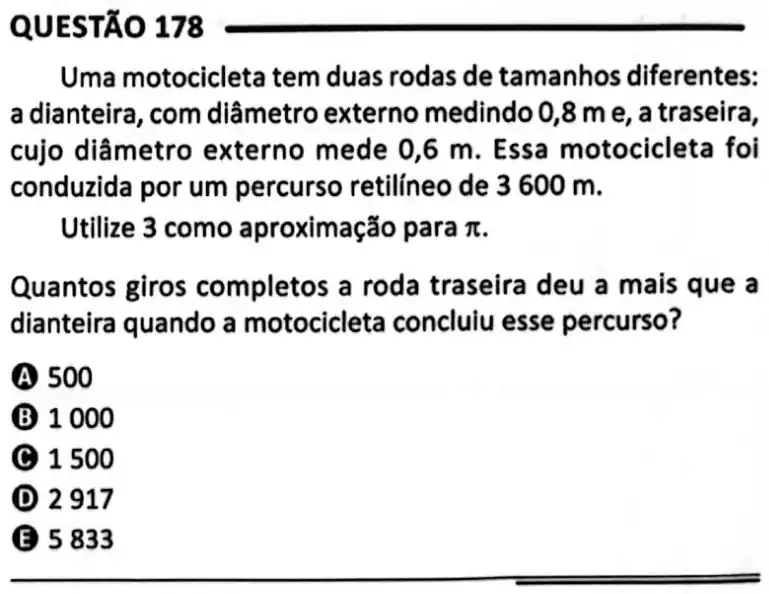 QUESTÃO 178
Uma motocicleta tem duas rodas de tamanhos diferentes:
a dianteira, com diâmetro externo medindo 0,8 m e, a traseira,
cujo diâmetro externo mede 0,6 m. Essa motocicleta foi
conduzida por um percurso retilíneo de 3 600 m.
Utilize 3 como aproximação para π.
Quantos giros completos a roda traseira deu a mais que a
dianteira quando a motocicleta concluiu esse percurso?
A 500
B 1 000
C 1 500
D 2 917
E 5 833